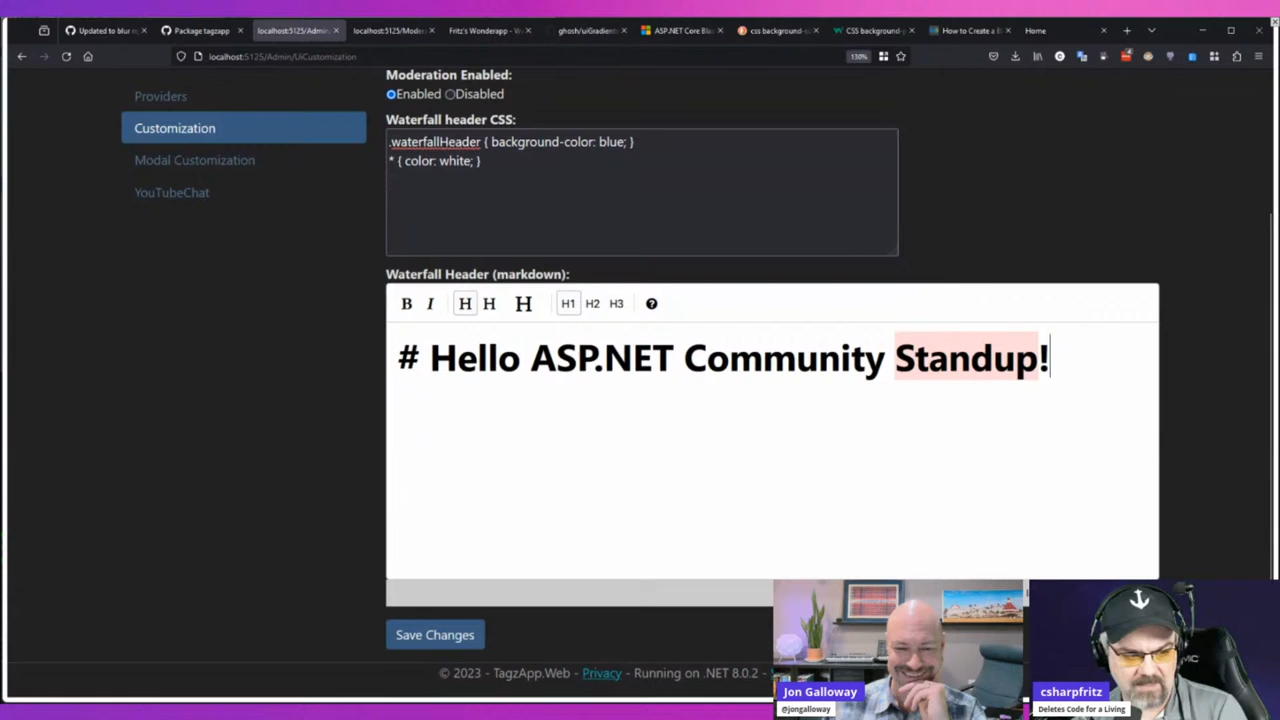 Updated to blur m
Package tagzapp
localhost:5125/Admin
localhost:5125/Moder
Fritz's Wonderapp - W
ghosh/uiGradients
ASP.NET Core Bla
css background-c
CSS background-p
How to Create a B
Home
localhost:5125/Admin/UiCustomization
130%
Moderation Enabled:
Enabled Disabled
Providers
Customization
Modal Customization
YouTubeChat
Waterfall header CSS:
.waterfallHeader { background-color: blue; }
* { color: white; }
Waterfall Header (markdown):
B I H H H H1 H2 H3 ?
# Hello ASP.NET Community Standup!
Save Changes
© 2023 - TagzApp.Web - Privacy - Running on .NET 8.0.2 -
Jon Galloway
@jongalloway
csharpfritz
Deletes Code for a Living